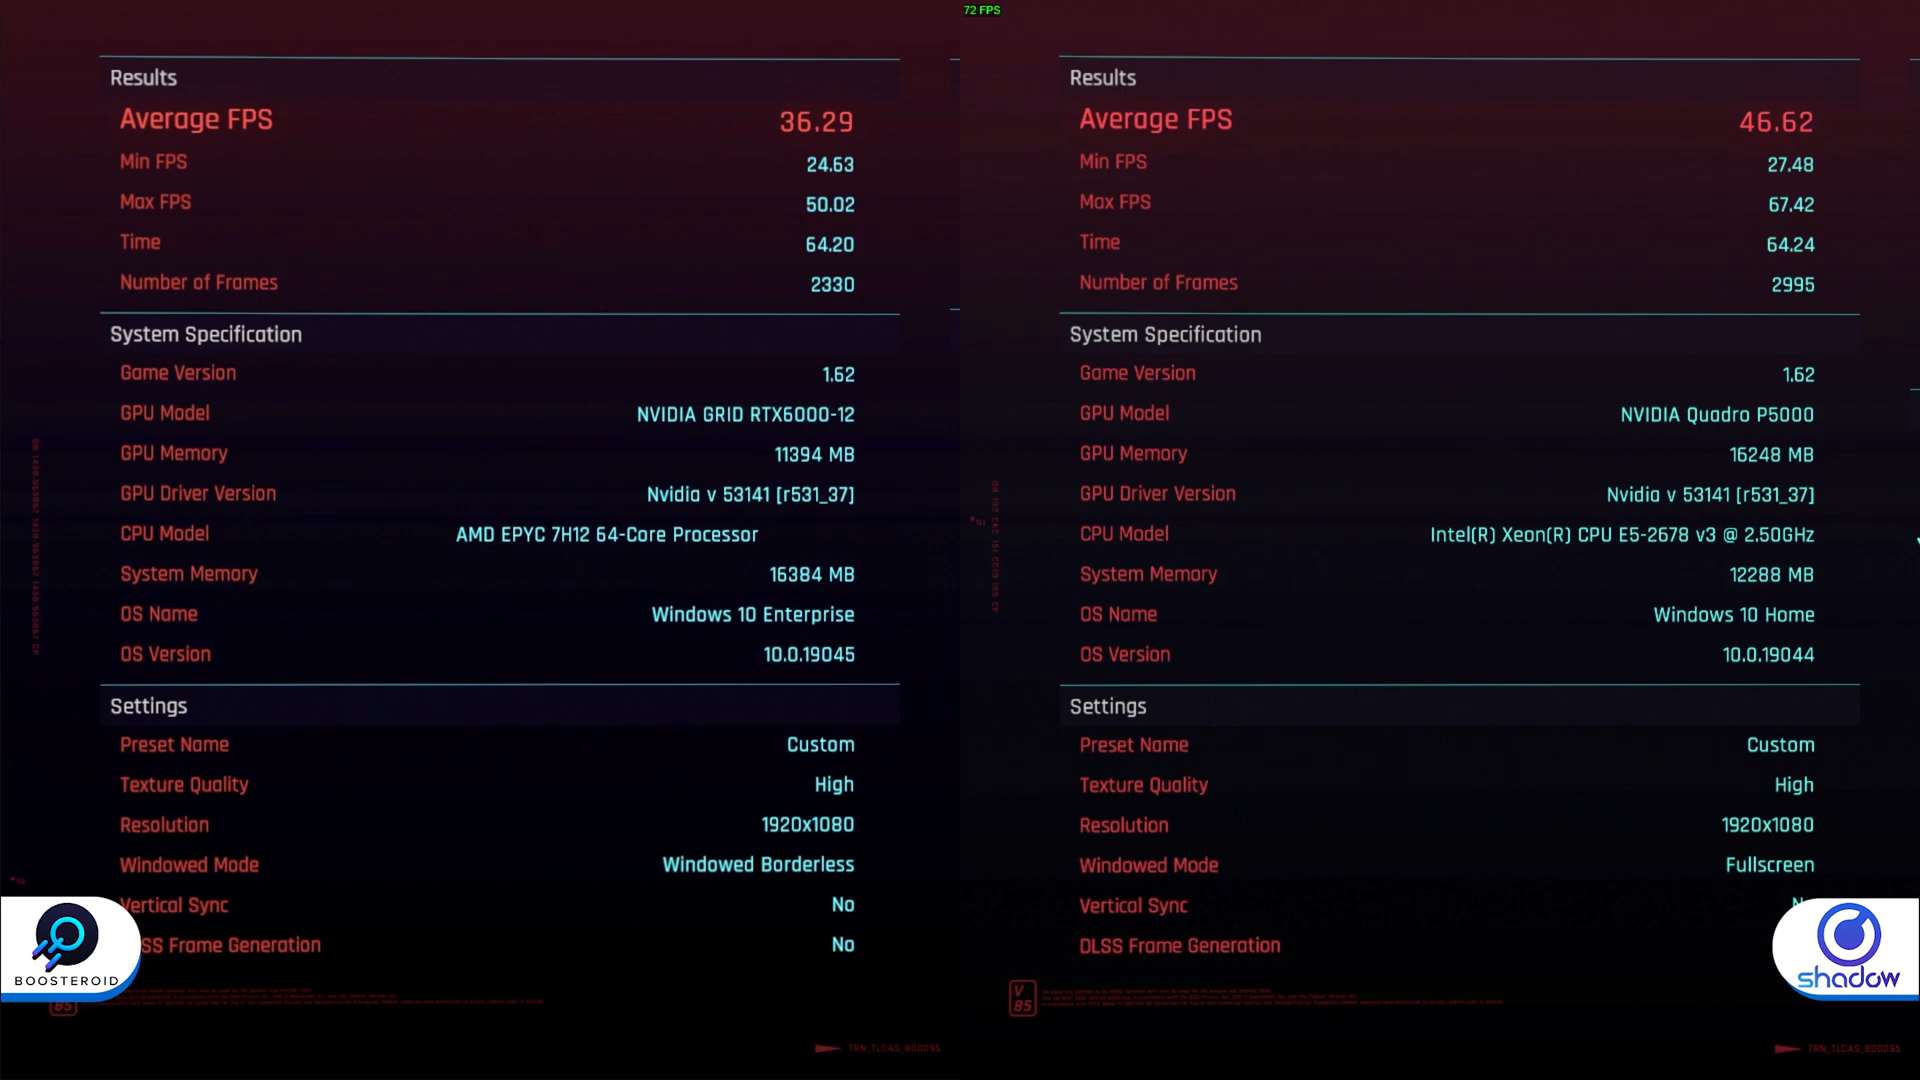 72 FPS
Results
Average FPS 36.29
Min FPS 24.63
Max FPS 50.02
Time 64.20
Number of Frames 2330
System Specification
Game Version 1.62
GPU Model NVIDIA GRID RTX6000-12
GPU Memory 11394 MB
GPU Driver Version Nvidia v 53141 [r531_37]
CPU Model AMD EPYC 7H12 64-Core Processor
System Memory 16384 MB
OS Name Windows 10 Enterprise
OS Version 10.0.19045
Settings
Preset Name Custom
Texture Quality High
Resolution 1920x1080
Windowed Mode Windowed Borderless
Vertical Sync No
SS Frame Generation No
BOOSTEROID
85
TRN_TLCAS_800095
Results
Average FPS 46.62
Min FPS 27.48
Max FPS 67.42
Time 64.24
Number of Frames 2995
System Specification
Game Version 1.62
GPU Model NVIDIA Quadro P5000
GPU Memory 16248 MB
GPU Driver Version Nvidia v 53141 [r531_37]
CPU Model Intel(R) Xeon(R) CPU E5-2678 v3 @ 2.50GHz
System Memory 12288 MB
OS Name Windows 10 Home
OS Version 10.0.19044
Settings
Preset Name Custom
Texture Quality High
Resolution 1920x1080
Windowed Mode Fullscreen
Vertical Sync
DLSS Frame Generation
shadow
V
85
TRN_TLCAS_800095